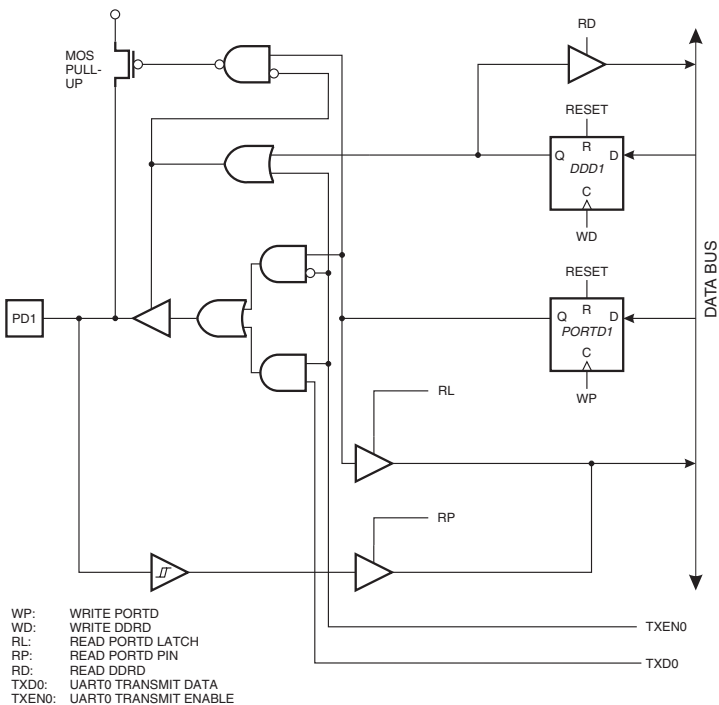 RD
MOS
PULL-
UP
RESET
R
Q
D
DDD1
C
WD
RESET
R
Q
D
PORTD1
C
WP
DATA BUS
PD1
RL
RP
TXEN0
TXD0
WP: WRITE PORTD
WD: WRITE DDRD
RL: READ PORTD LATCH
RP: READ PORTD PIN
RD: READ DDRD
TXD0: UART0 TRANSMIT DATA
TXEN0: UART0 TRANSMIT ENABLE